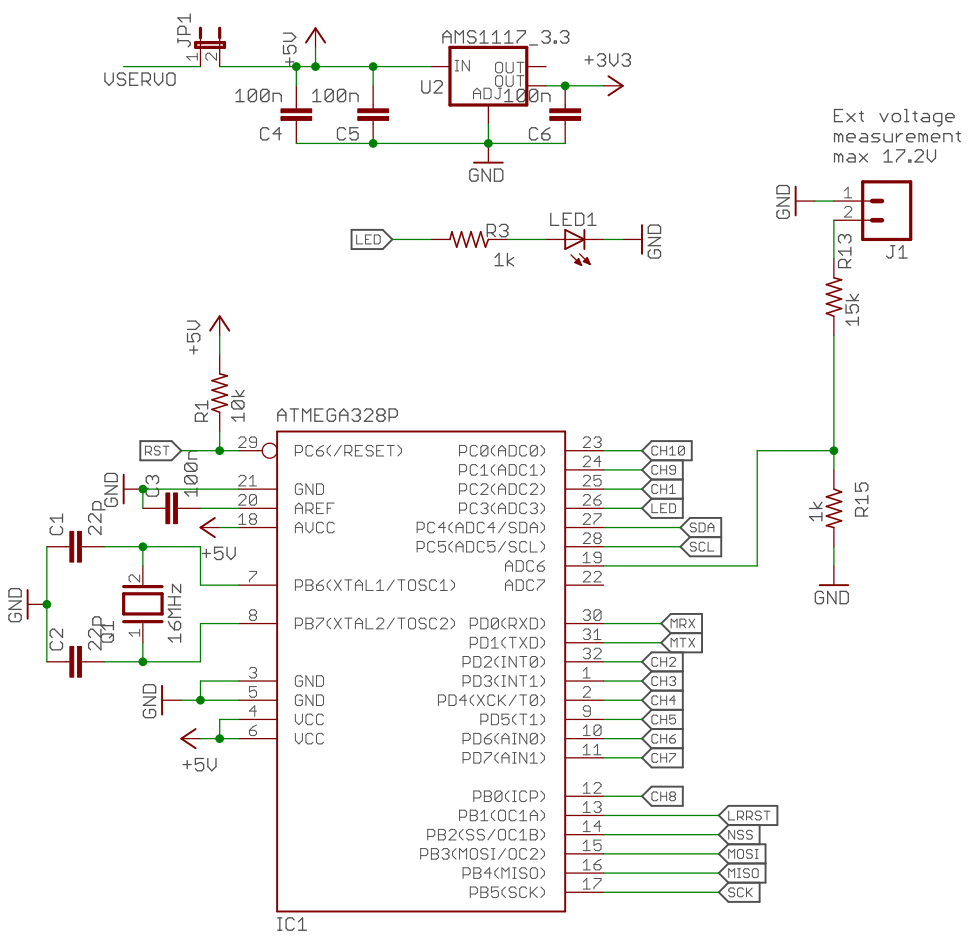 JP1
1
2
VSERVO
+5V
100n
C4
100n
C5
AMS1117_3.3
IN
OUT
OUT
ADJ
U2
100n
C6
+3V3
GND
Ext voltage
measurement
max 17.2V
GND
1
2
J1
R13
15k
LED
R3
1k
LED1
GND
+5V
R1
10k
RST
C3
100n
GND
+5V
C1
22p
C2
22p
GND
Q1
2
1
16MHz
GND
+5V
1k
R15
GND
ATMEGA328P
29 PC6(/RESET)
21 GND
20 AREF
18 AVCC
7 PB6(XTAL1/TOSC1)
8 PB7(XTAL2/TOSC2)
3 GND
5 GND
4 VCC
6 VCC
PC0(ADC0) 23 CH10
PC1(ADC1) 24 CH9
PC2(ADC2) 25 CH1
PC3(ADC3) 26 LED
PC4(ADC4/SDA) 27 SDA
PC5(ADC5/SCL) 28 SCL
ADC6 19
ADC7 22
PD0(RXD) 30 MRX
PD1(TXD) 31 MTX
PD2(INT0) 32 CH2
PD3(INT1) 1 CH3
PD4(XCK/T0) 2 CH4
PD5(T1) 9 CH5
PD6(AIN0) 10 CH6
PD7(AIN1) 11 CH7
PB0(ICP) 12 CH8
PB1(OC1A) 13 LRRST
PB2(SS/OC1B) 14 NSS
PB3(MOSI/OC2) 15 MOSI
PB4(MISO) 16 MISO
PB5(SCK) 17 SCK
IC1